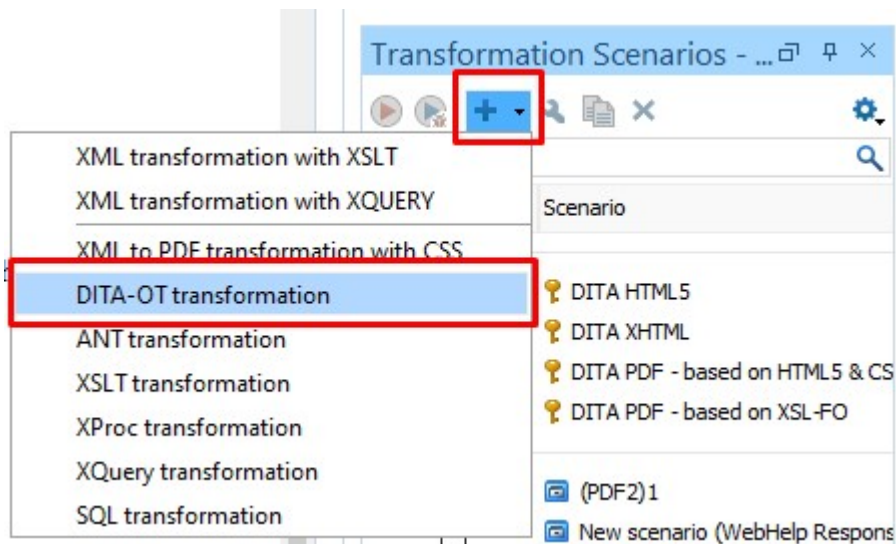 Transformation Scenarios - ...
XML transformation with XSLT
XML transformation with XQUERY
XML to PDF transformation with CSS
DITA-OT transformation
ANT transformation
XSLT transformation
XProc transformation
XQuery transformation
SQL transformation
Scenario
DITA HTML5
DITA XHTML
DITA PDF - based on HTML5 & CS
DITA PDF - based on XSL-FO
(PDF2)1
New scenario (WebHelp Respons